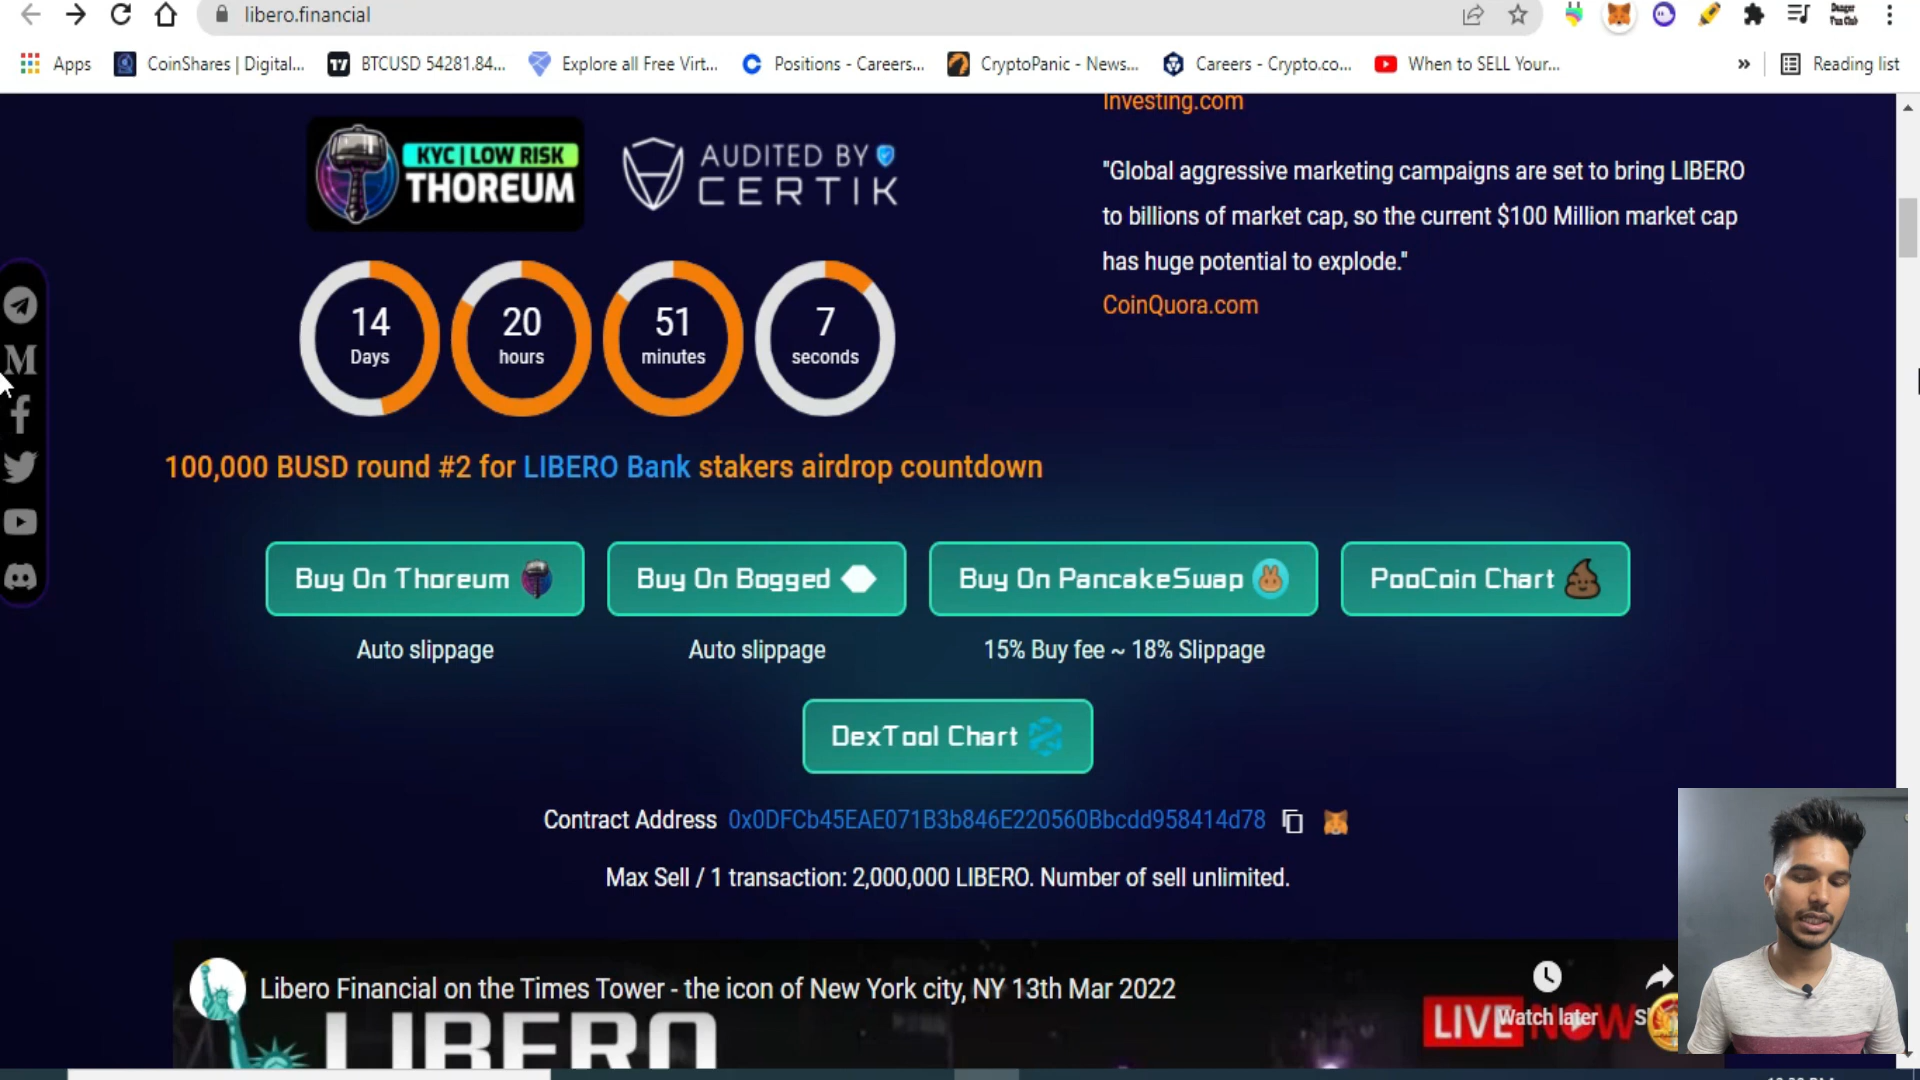 libero.financial
Apps
CoinShares | Digital...
BTCUSD 54281.84...
Explore all Free Virt...
Positions - Careers...
CryptoPanic - News...
Careers - Crypto.co...
When to SELL Your...
»
Reading list
Investing.com
KYC | LOW RISK
THOREUM
AUDITED BY
CERTIK
"Global aggressive marketing campaigns are set to bring LIBERO
to billions of market cap, so the current $100 Million market cap
has huge potential to explode."
CoinQuora.com
14
Days
20
hours
51
minutes
7
seconds
100,000 BUSD round #2 for LIBERO Bank stakers airdrop countdown
Buy On Thoreum
Buy On Bogged
Buy On PancakeSwap
PooCoin Chart
Auto slippage
Auto slippage
15% Buy fee ~ 18% Slippage
DexTool Chart
Contract Address 0x0DFCb45EAE071B3b846E220560Bbcdd958414d78
Max Sell / 1 transaction: 2,000,000 LIBERO. Number of sell unlimited.
Libero Financial on the Times Tower - the icon of New York city, NY 13th Mar 2022
Watch later
LIBERO
LIVE NOW